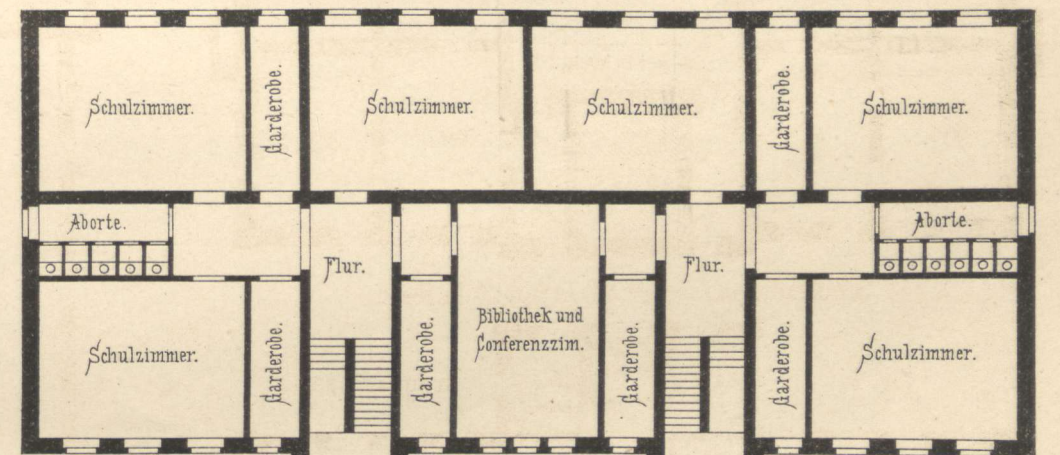 Schulzimmer.
Garderobe.
Schulzimmer.
Schulzimmer.
Garderobe.
Schulzimmer.
Aborte.
Flur.
Flur.
Aborte.
Schulzimmer.
Garderobe.
Garderobe.
Bibliothek und
Conferenzzim.
Garderobe.
Garderobe.
Schulzimmer.